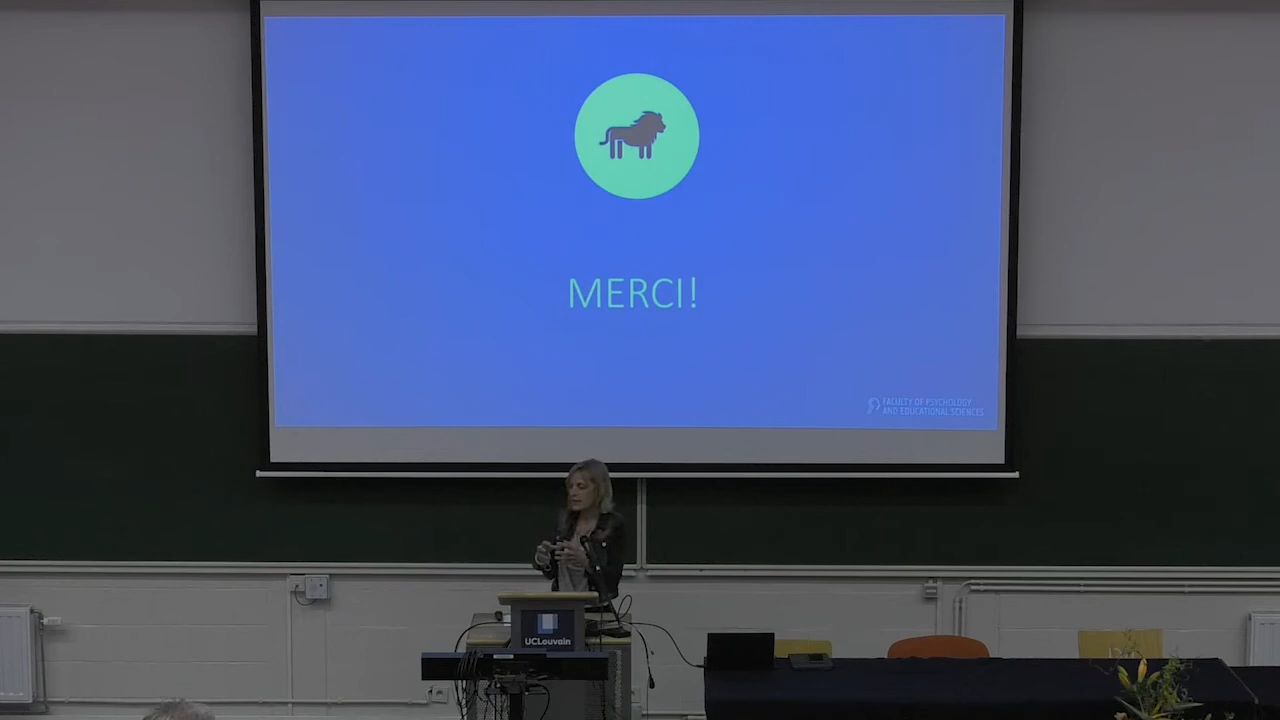 MERCI!
FACULTY OF PSYCHOLOGY
AND EDUCATIONAL SCIENCES
UCLouvain